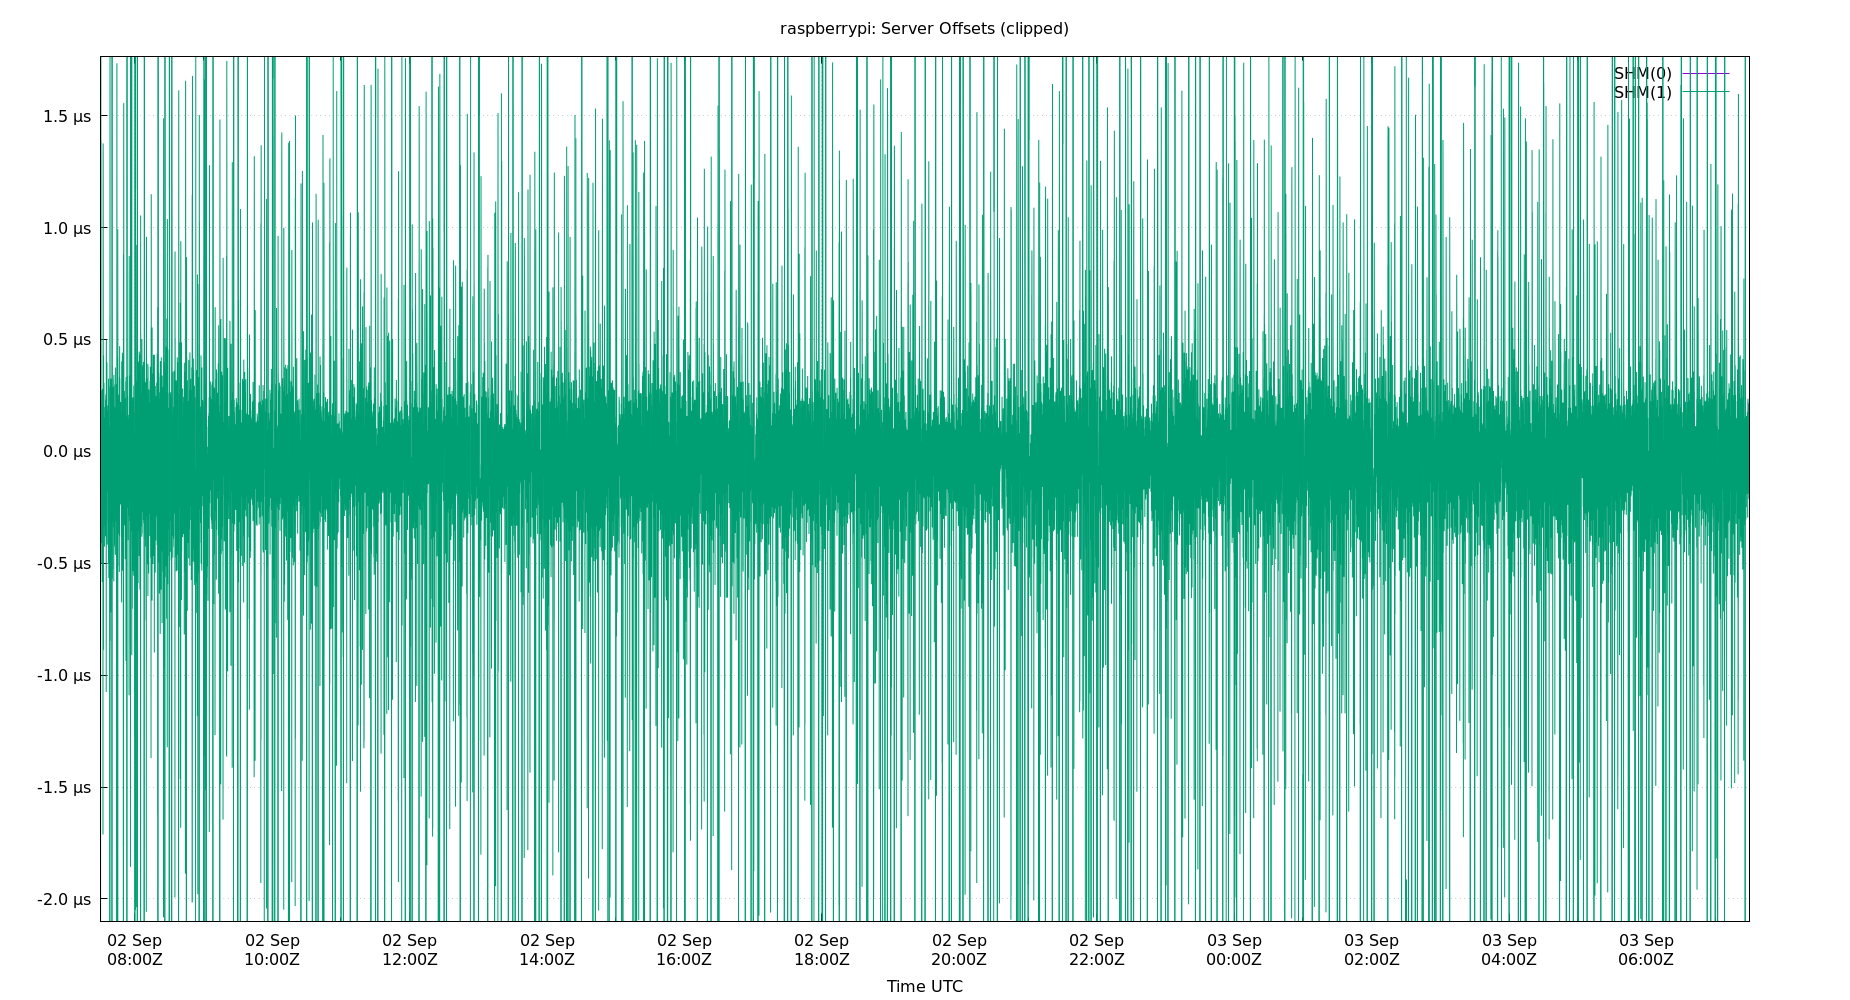 raspberrypi: Server Offsets (clipped)
SHM(0)
SHM(1)
1.5 µs
1.0 µs
0.5 µs
0.0 µs
-0.5 µs
-1.0 µs
-1.5 µs
-2.0 µs
02 Sep 02 Sep 02 Sep 02 Sep 02 Sep 02 Sep 02 Sep 02 Sep 03 Sep 03 Sep 03 Sep 03 Sep
08:00Z 10:00Z 12:00Z 14:00Z 16:00Z 18:00Z 20:00Z 22:00Z 00:00Z 02:00Z 04:00Z 06:00Z
Time UTC